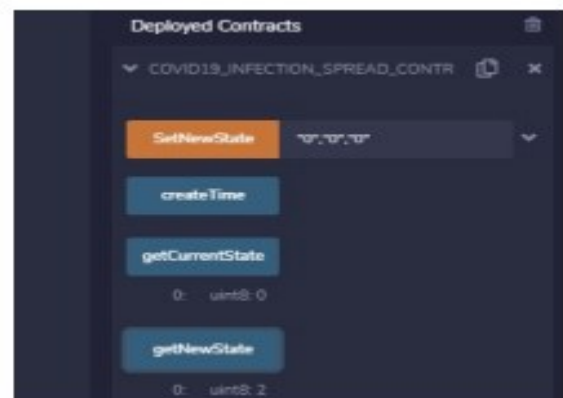 Deployed Contracts
COVID19_INFECTION_SPREAD_CONTR
SetNewState "0","0","0"
createTime
getCurrentState
0: uint8: 0
getNewState
0: uint8: 2